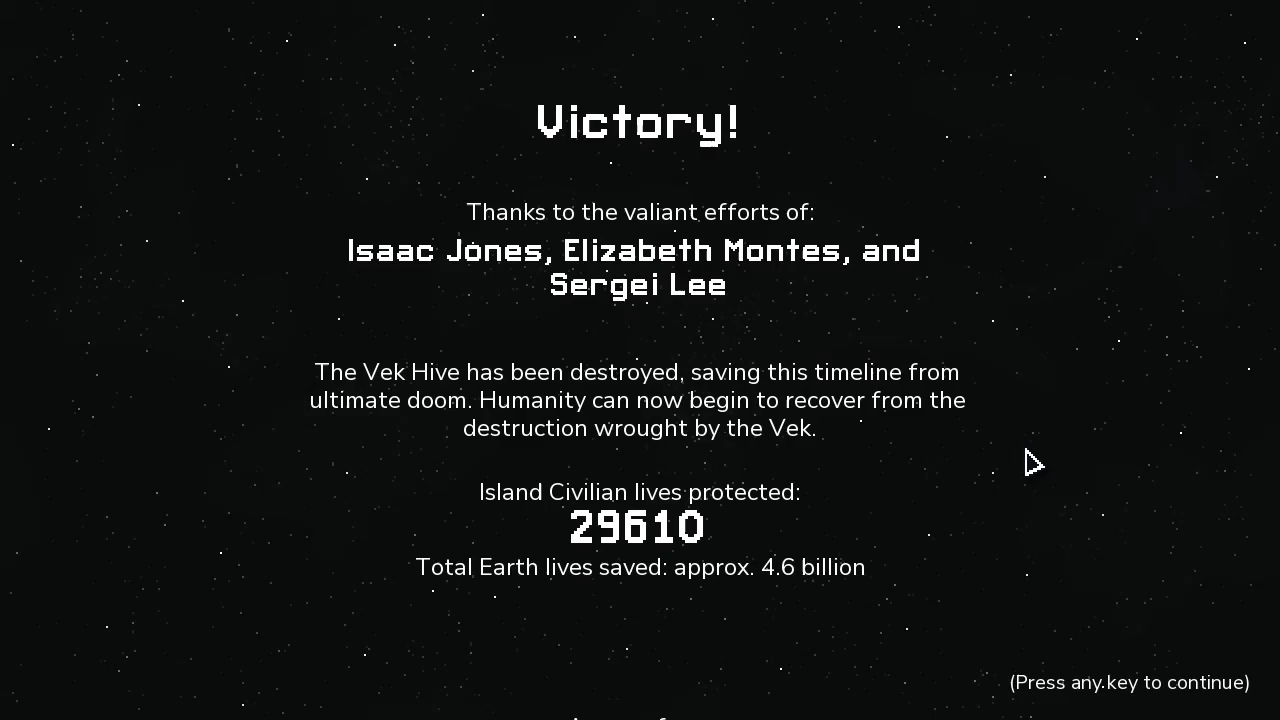 Victory!
Thanks to the valiant efforts of:
Isaac Jones, Elizabeth Montes, and
Sergei Lee
The Vek Hive has been destroyed, saving this timeline from
ultimate doom. Humanity can now begin to recover from the
destruction wrought by the Vek.
Island Civilian lives protected:
29610
Total Earth lives saved: approx. 4.6 billion
(Press any key to continue)